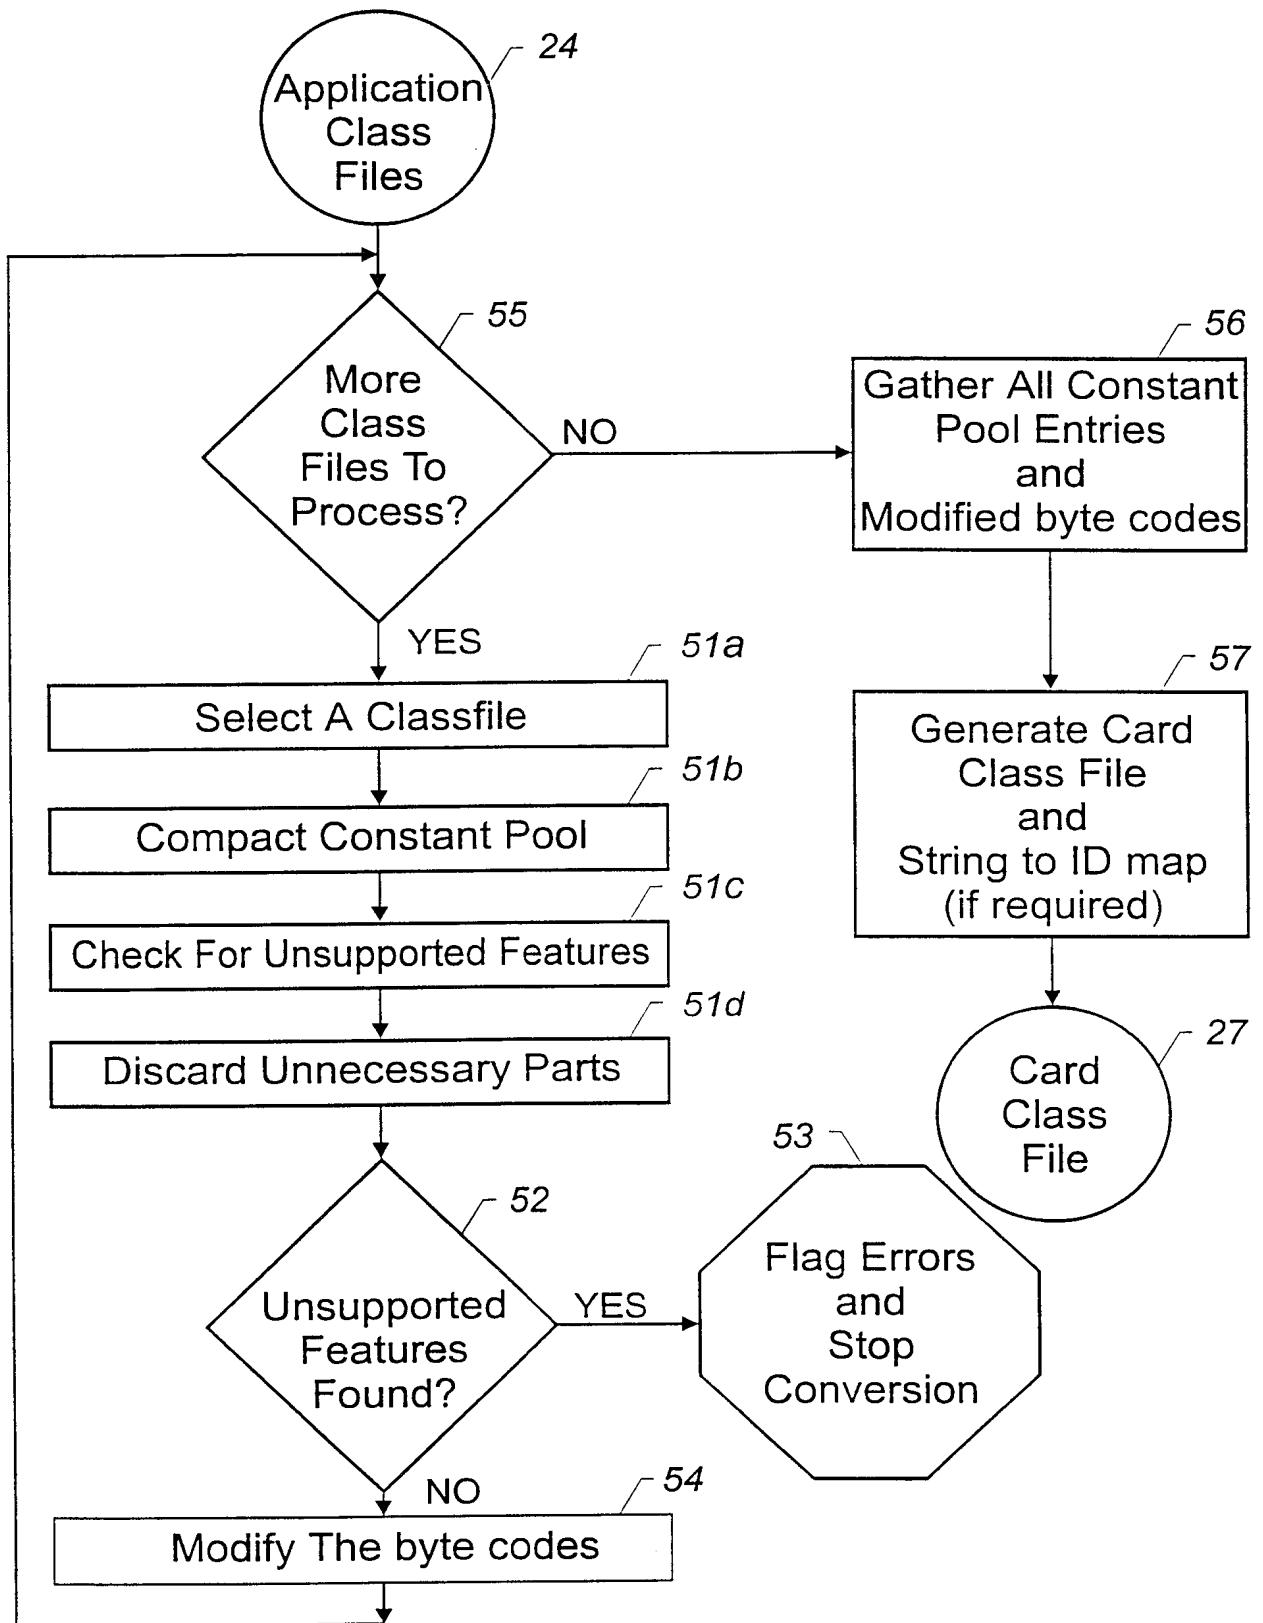 24
Application
Class
Files
55
More
Class
Files To
Process?
NO
56
Gather All Constant
Pool Entries
and
Modified byte codes
YES
51a
Select A Classfile
51b
Compact Constant Pool
51c
Check For Unsupported Features
51d
Discard Unnecessary Parts
57
Generate Card
Class File
and
String to ID map
(if required)
27
Card
Class
File
52
Unsupported
Features
Found?
YES
53
Flag Errors
and
Stop
Conversion
NO
54
Modify The byte codes